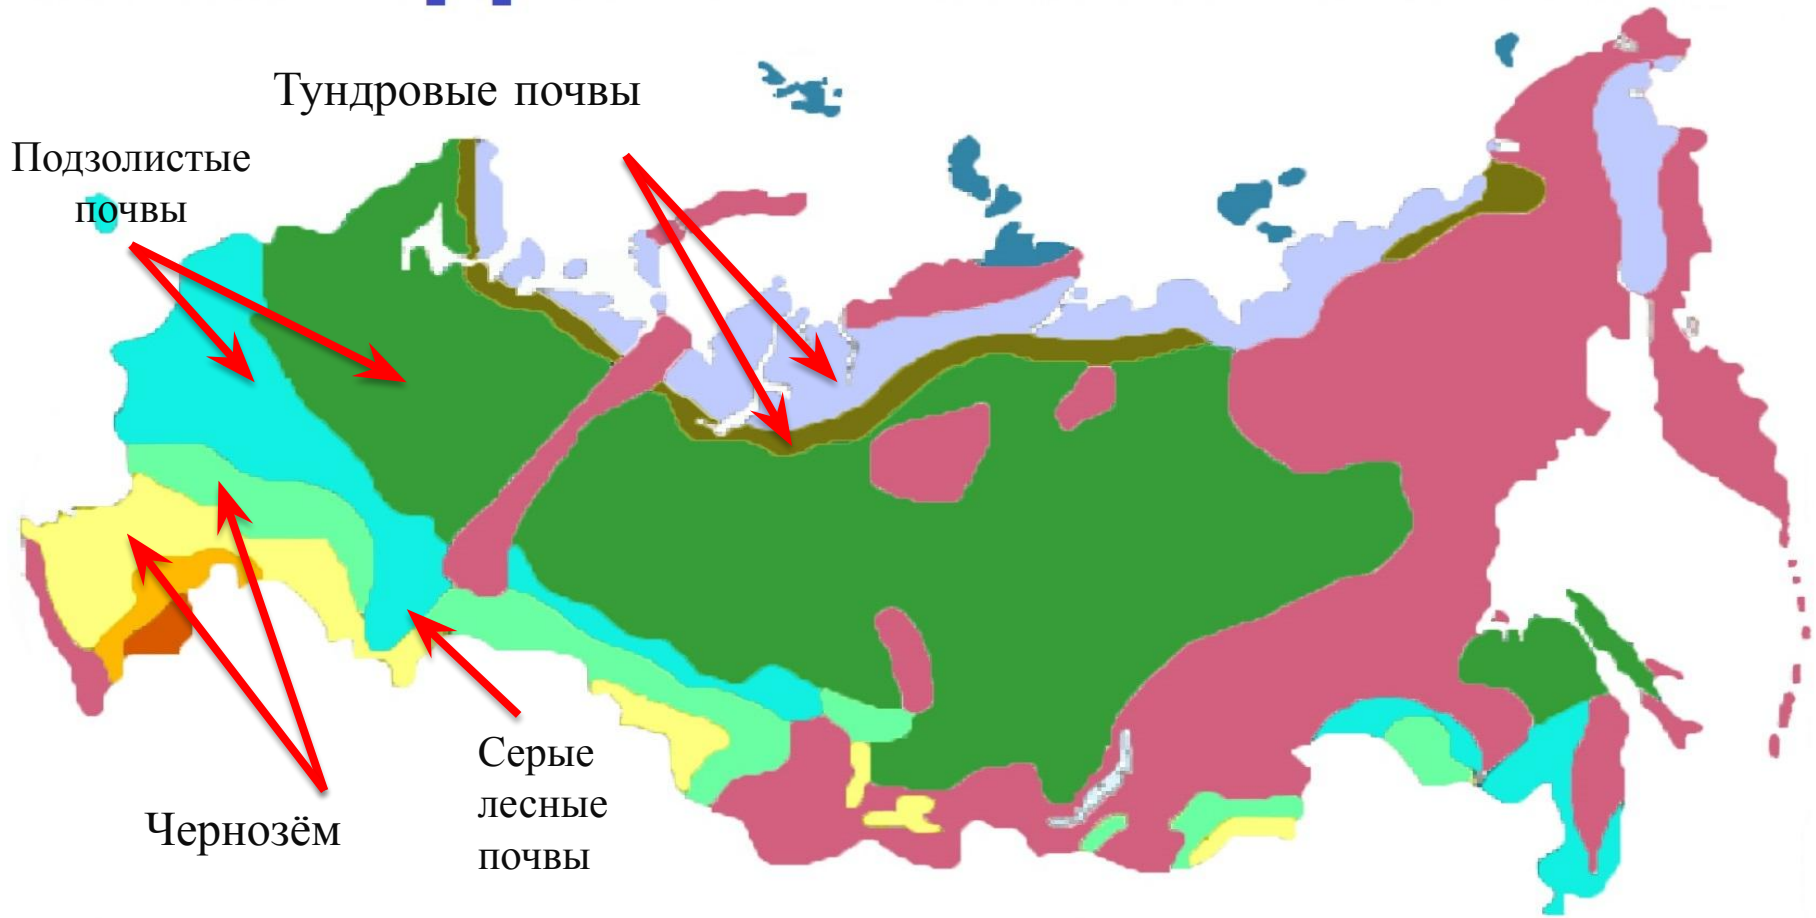 Тундровые почвы
Подзолистые
почвы
Серые
лесные
почвы
Чернозём